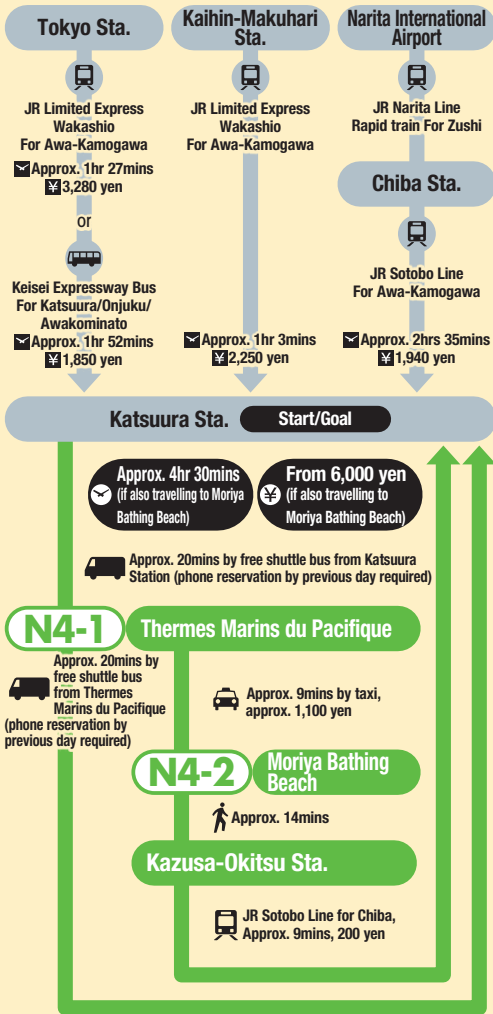 Tokyo Sta.
JR Limited Express
Wakashio
For Awa-Kamogawa
Approx. 1hr 27mins
¥3,280 yen
or
Keisei Expressway Bus
For Katsuura/Onjuku/
Awakominato
Approx. 1hr 52mins
¥1,850 yen
Kaihin-Makuhari
Sta.
JR Limited Express
Wakashio
For Awa-Kamogawa
Approx. 1hr 3mins
¥2,250 yen
Narita International
Airport
JR Narita Line
Rapid train For Zushi
Chiba Sta.
JR Sotobo Line
For Awa-Kamogawa
Approx. 2hrs 35mins
¥1,940 yen
Katsuura Sta.
Start/Goal
Approx. 4hr 30mins
(if also travelling to Moriya
Bathing Beach)
¥
From 6,000 yen
(if also travelling to
Moriya Bathing Beach)
Approx. 20mins by free shuttle bus from Katsuura
Station (phone reservation by previous day required)
N4-1
Thermes Marins du Pacifique
Approx. 20mins by
free shuttle bus
from Thermes
Marins du Pacifique
(phone reservation by
previous day required)
Approx. 9mins by taxi,
approx. 1,100 yen
N4-2
Moriya Bathing
Beach
Approx. 14mins
Kazusa-Okitsu Sta.
JR Sotobo Line for Chiba,
Approx. 9mins, 200 yen